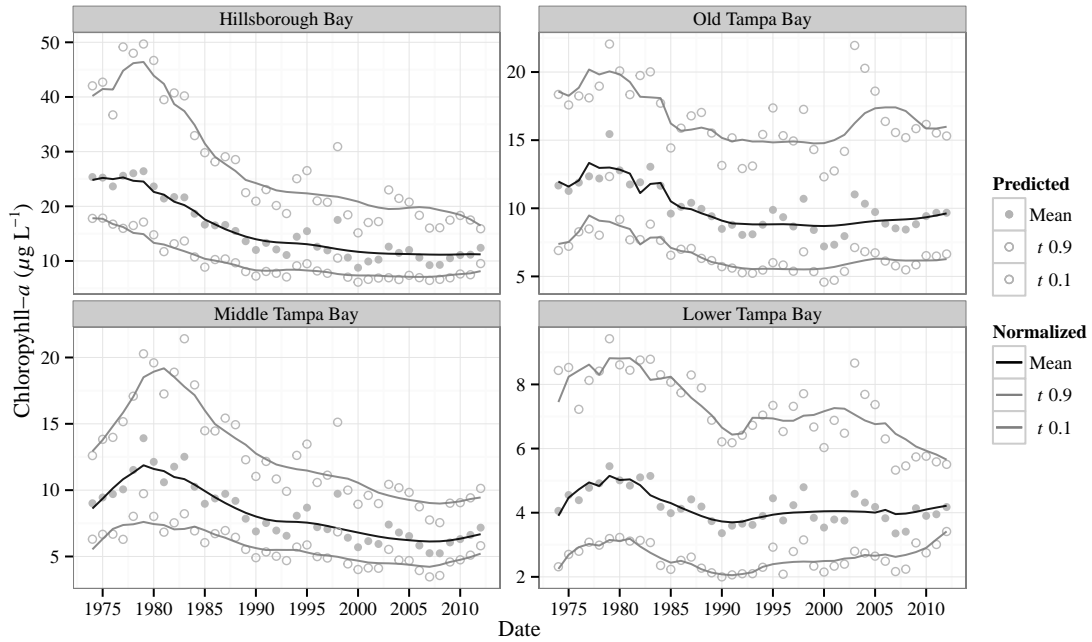 Hillsborough Bay
Old Tampa Bay
50
40
30
20
10
20
15
10
5
Middle Tampa Bay
Lower Tampa Bay
20
15
10
5
8
6
4
2
1975 1980 1985 1990 1995 2000 2005 2010
1975 1980 1985 1990 1995 2000 2005 2010
Date
Chloropyhll−a (μg L⁻¹)
Predicted
Mean
t 0.9
t 0.1
Normalized
Mean
t 0.9
t 0.1